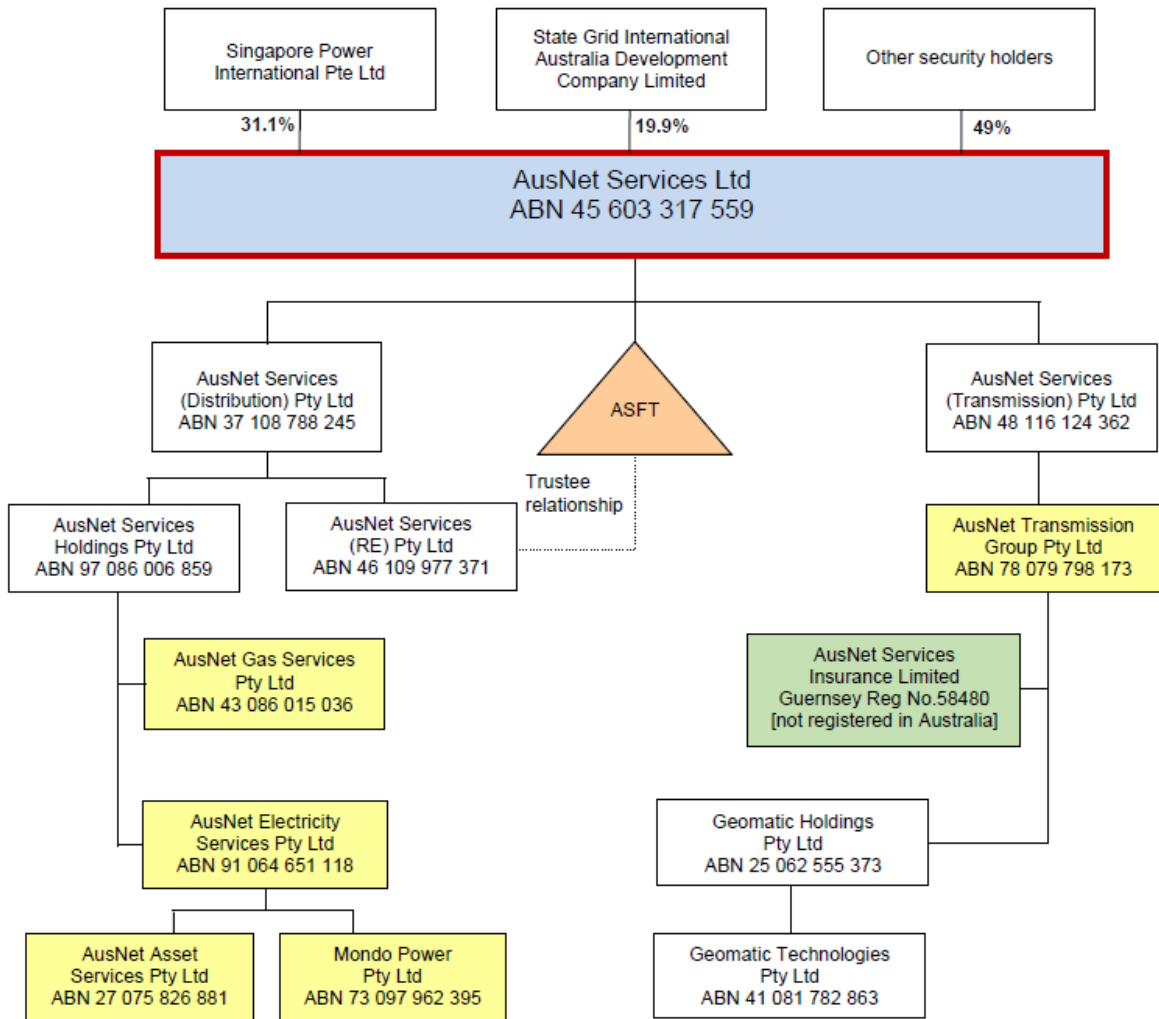 Singapore Power
International Pte Ltd
State Grid International
Australia Development
Company Limited
Other security holders
31.1%
19.9%
49%
AusNet Services Ltd
ABN 45 603 317 559
AusNet Services
(Distribution) Pty Ltd
ABN 37 108 788 245
ASFT
AusNet Services
(Transmission) Pty Ltd
ABN 48 116 124 362
Trustee
relationship
AusNet Services
Holdings Pty Ltd
ABN 97 086 006 859
AusNet Services
(RE) Pty Ltd
ABN 46 109 977 371
AusNet Transmission
Group Pty Ltd
ABN 78 079 798 173
AusNet Gas Services
Pty Ltd
ABN 43 086 015 036
AusNet Services
Insurance Limited
Guernsey Reg No.58480
[not registered in Australia]
AusNet Electricity
Services Pty Ltd
ABN 91 064 651 118
Geomatic Holdings
Pty Ltd
ABN 25 062 555 373
AusNet Asset
Services Pty Ltd
ABN 27 075 826 881
Mondo Power
Pty Ltd
ABN 73 097 962 395
Geomatic Technologies
Pty Ltd
ABN 41 081 782 863